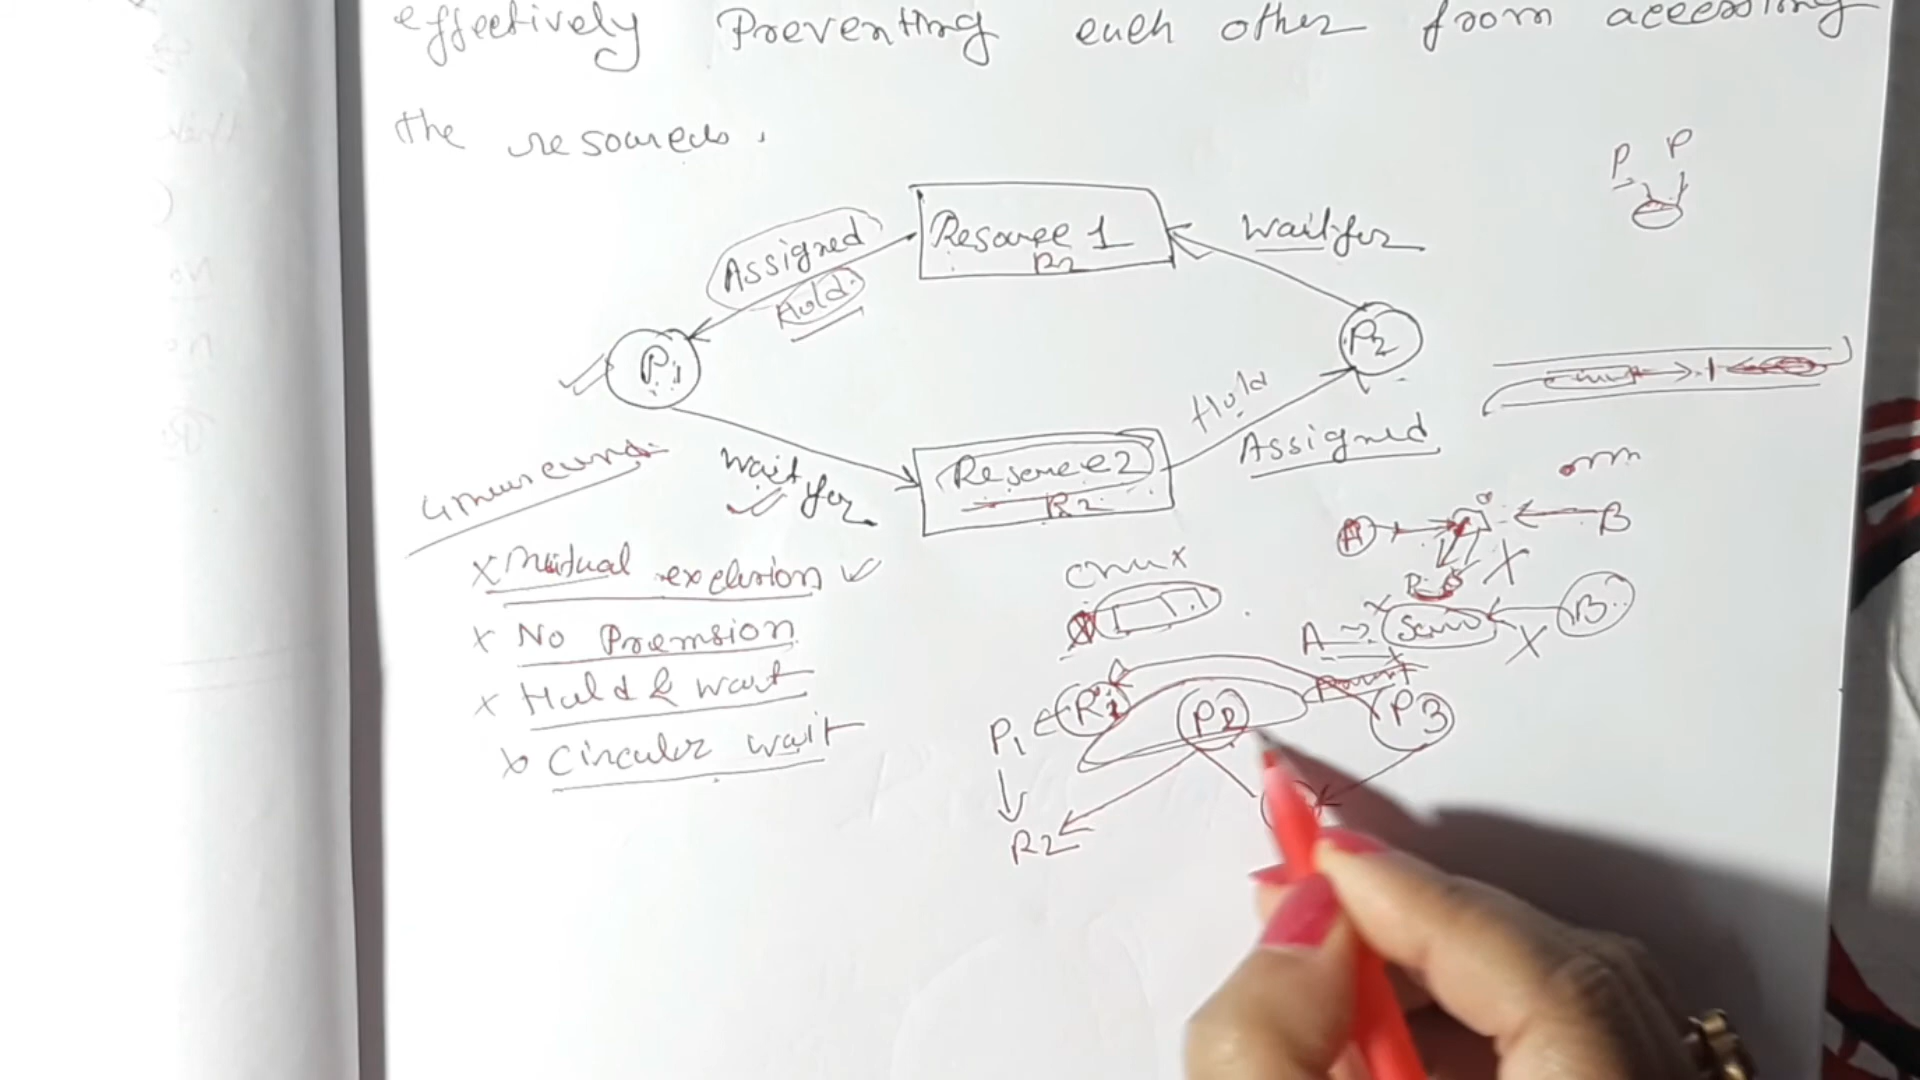 effectively Preventing each other from accessing
the resources.
P P
Assigned
Hold
Resource 1
Wait for
P1
P2
Hold
Assigned
Wait for
Resource 2
R2
A
B
Mutual exclusion
No Preemsion
Hold & wait
Circular wait
A
B
P1
R1
P2
P3
R2